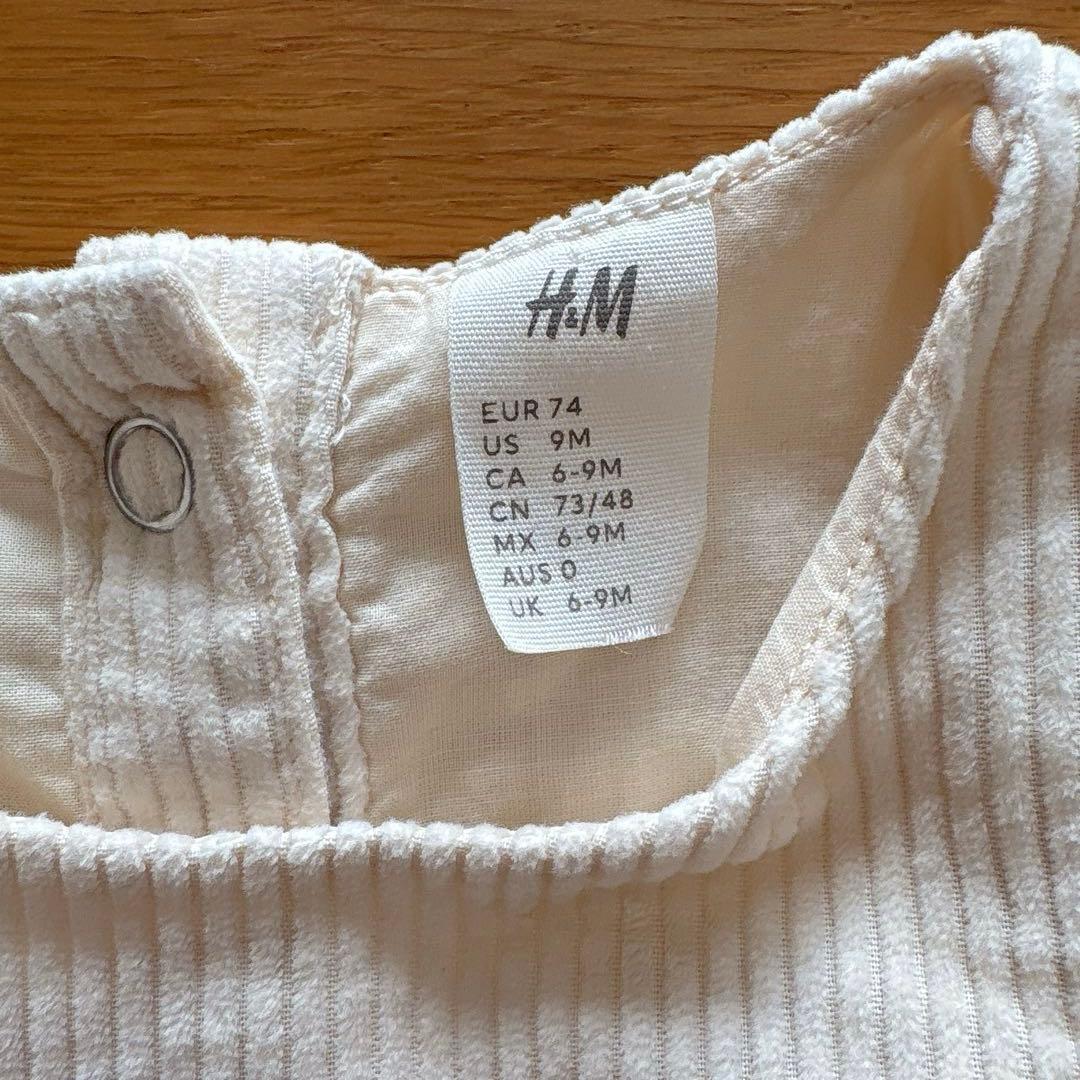 H&M
EUR 74
US 9M
CA 6-9M
CN 73/48
MX 6-9M
AUS 0
UK 6-9M